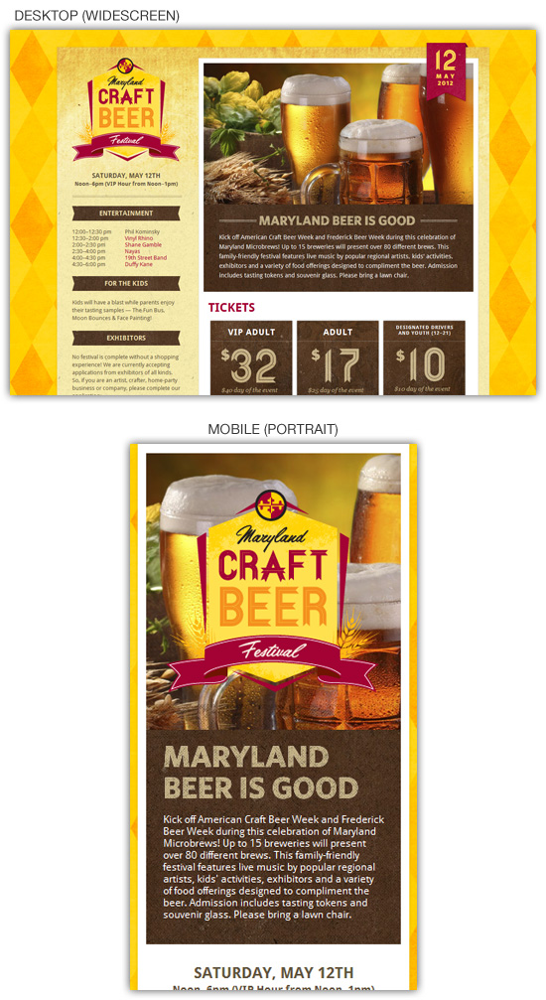 DESKTOP (WIDESCREEN)
12
MAY
2012
Maryland
CRAFT
BEER
Festival
SATURDAY, MAY 12TH
Noon–6pm (VIP Hour from Noon–1pm)
ENTERTAINMENT
12:00–12:30 pm Phil Kominsky
12:30–2:00 pm Vinyl Rhino
2:00–2:30 pm Shane Gamble
2:30–4:00 pm Nayas
4:00–4:30 pm 19th Street Band
4:30–6:00 pm Duffy Kane
FOR THE KIDS
Kids will have a blast while parents enjoy
their tasting samples — The Fun Bus,
Moon Bounces & Face Painting!
EXHIBITORS
No festival is complete without a shopping
experience! We are currently accepting
applications from exhibitors of all kinds.
So, if you are an artist, crafter, home-party
business or company, please complete our
MARYLAND BEER IS GOOD
Kick off American Craft Beer Week and Frederick Beer Week during this celebration of
Maryland Microbrews! Up to 15 breweries will present over 80 different brews. This
family-friendly festival features live music by popular regional artists, kids' activities,
exhibitors and a variety of food offerings designed to compliment the beer. Admission
includes tasting tokens and souvenir glass. Please bring a lawn chair.
TICKETS
VIP ADULT
$32
$40 day of the event
ADULT
$17
$25 day of the event
DESIGNATED DRIVERS
AND YOUTH (12–21)
$10
$10 day of the event
MOBILE (PORTRAIT)
Maryland
CRAFT
BEER
Festival
MARYLAND
BEER IS GOOD
Kick off American Craft Beer Week and Frederick
Beer Week during this celebration of Maryland
Microbrews! Up to 15 breweries will present
over 80 different brews. This family-friendly
festival features live music by popular regional
artists, kids' activities, exhibitors and a variety
of food offerings designed to compliment the
beer. Admission includes tasting tokens and
souvenir glass. Please bring a lawn chair.
SATURDAY, MAY 12TH
Noon–6pm (VIP Hour from Noon–1pm)